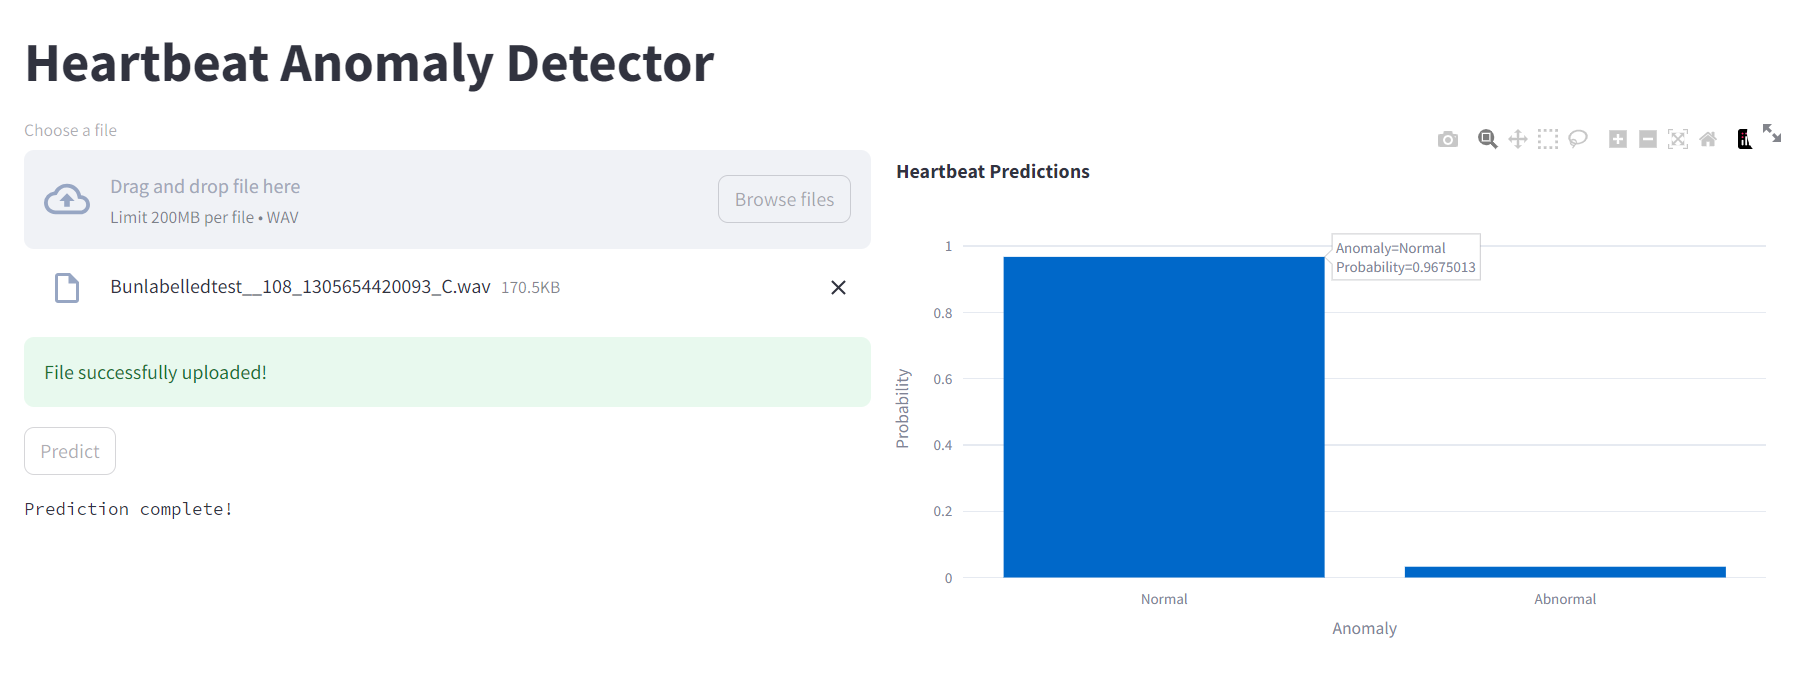 Heartbeat Anomaly Detector
Choose a file
Drag and drop file here
Limit 200MB per file • WAV
Browse files
Bunlabelledtest__108_1305654420093_C.wav 170.5KB
File successfully uploaded!
Predict
Prediction complete!
Heartbeat Predictions
Anomaly=Normal
Probability=0.9675013
1
0.8
0.6
0.4
0.2
0
Probability
Normal
Abnormal
Anomaly